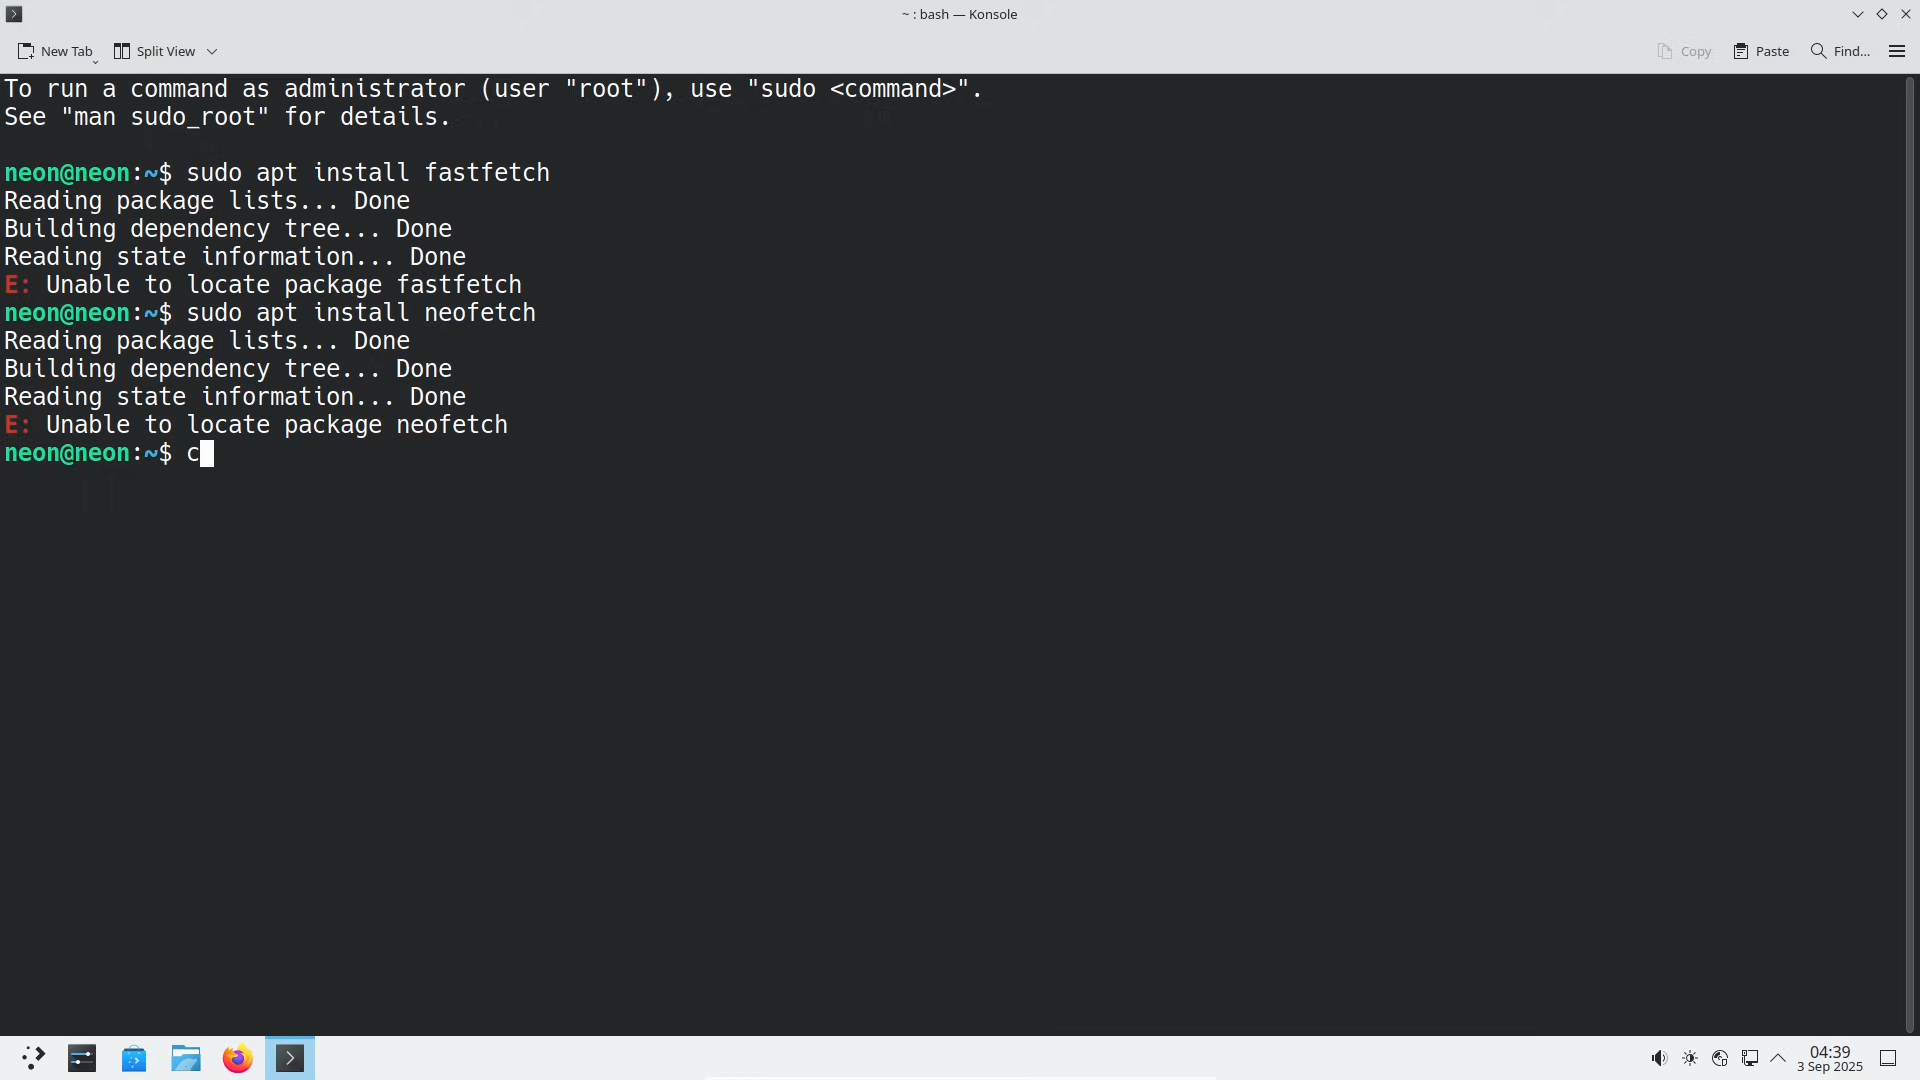 ~ : bash — Konsole
New Tab
Split View
Copy
Paste
Find...
To run a command as administrator (user "root"), use "sudo <command>".
See "man sudo_root" for details.
neon@neon:~$ sudo apt install fastfetch
Reading package lists... Done
Building dependency tree... Done
Reading state information... Done
E: Unable to locate package fastfetch
neon@neon:~$ sudo apt install neofetch
Reading package lists... Done
Building dependency tree... Done
Reading state information... Done
E: Unable to locate package neofetch
neon@neon:~$ c
04:39
3 Sep 2025